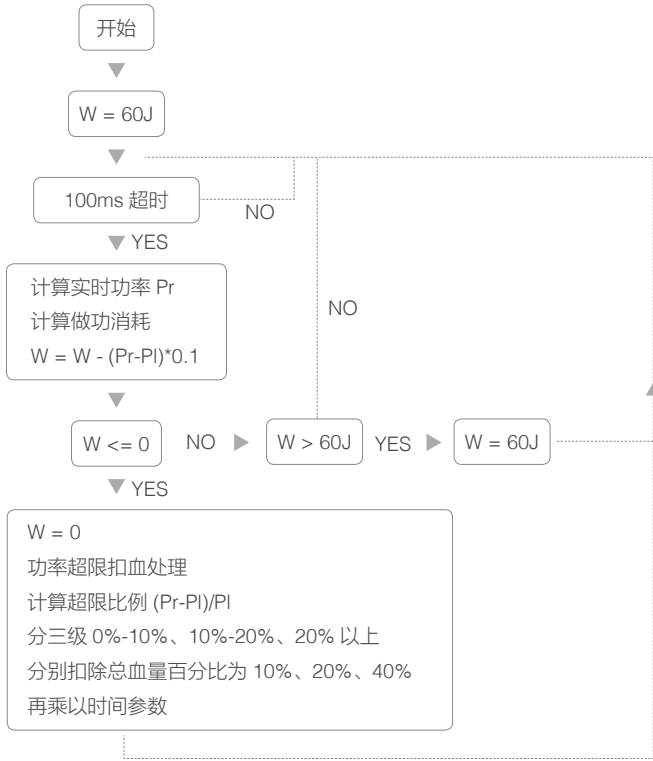 开始
W = 60J
100ms 超时
NO
YES
计算实时功率 Pr
计算做功消耗
W = W - (Pr-Pl)*0.1
NO
W <= 0
NO
W > 60J
YES
W = 60J
YES
W = 0
功率超限扣血处理
计算超限比例 (Pr-Pl)/Pl
分三级 0%-10%、10%-20%、20% 以上
分别扣除总血量百分比为 10%、20%、40%
再乘以时间参数